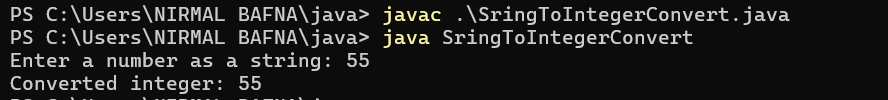 PS C:\Users\NIRMAL BAFNA\java> javac .\SringToIntegerConvert.java
PS C:\Users\NIRMAL BAFNA\java> java SringToIntegerConvert
Enter a number as a string: 55
Converted integer: 55